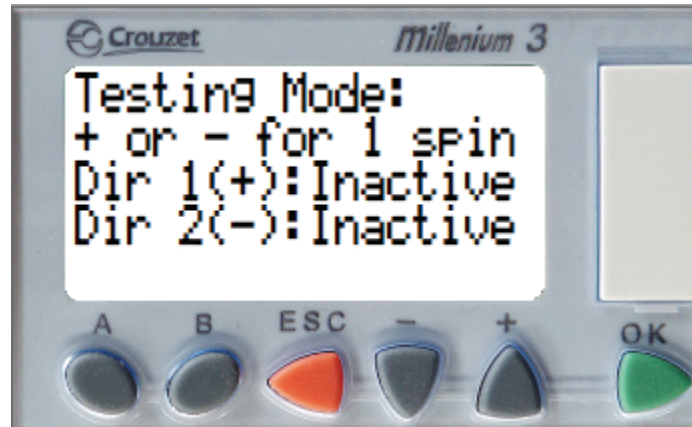 Crouzet Millenium 3
Testing Mode:
+ or - for 1 spin
Dir 1(+):Inactive
Dir 2(-):Inactive
A B ESC - + OK